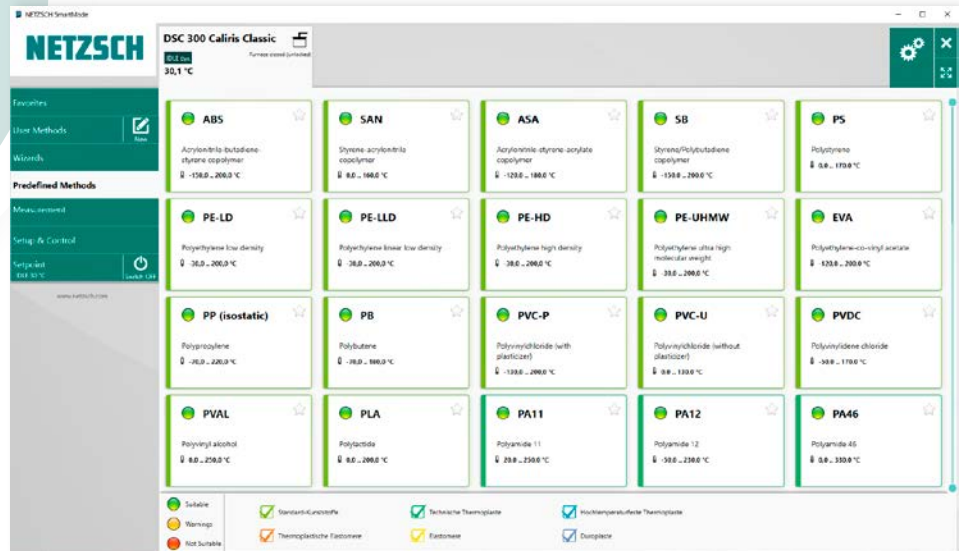 NETZSCH SmartMode
NETZSCH
DSC 300 Caliris Classic
Furnace closed (unlocked)
30,1 °C
Favorites
User Methods
New
Wizards
Predefined Methods
Measurement
Setup & Control
Setpoint
IDLE 30 °C
Switch OFF
www.netzsch.com
ABS
Acrylonitrile-butadiene-
styrene copolymer
-150,0 .. 200,0 °C
SAN
Styrene-acrylonitrile
copolymer
0,0 .. 160,0 °C
ASA
Acrylonitrile-styrene-acrylate
copolymer
-120,0 .. 180,0 °C
SB
Styrene/Polybutadiene
copolymer
-150,0 .. 200,0 °C
PS
Polystyrene
0,0 .. 170,0 °C
PE-LD
Polyethylene low density
-30,0 .. 200,0 °C
PE-LLD
Polyethylene linear low density
-30,0 .. 200,0 °C
PE-HD
Polyethylene high density
-30,0 .. 200,0 °C
PE-UHMW
Polyethylene ultra high
molecular weight
-30,0 .. 200,0 °C
EVA
Polyethylene-co-vinyl acetate
-120,0 .. 200,0 °C
PP (isostatic)
Polypropylene
-70,0 .. 220,0 °C
PB
Polybutene
-70,0 .. 180,0 °C
PVC-P
Polyvinylchloride (with
plasticizer)
-130,0 .. 200,0 °C
PVC-U
Polyvinylchloride (without
plasticizer)
0,0 .. 130,0 °C
PVDC
Polyvinylidene chloride
-50,0 .. 170,0 °C
PVAL
Polyvinyl alcohol
0,0 .. 250,0 °C
PLA
Polylactide
0,0 .. 200,0 °C
PA11
Polyamide 11
20,0 .. 250,0 °C
PA12
Polyamide 12
-50,0 .. 230,0 °C
PA46
Polyamide 46
0,0 .. 330,0 °C
Suitable
Warnings
Not Suitable
Standard-Kunststoffe
Technische Thermoplaste
Hochtemperaturfeste Thermoplaste
Thermoplastische Elastomere
Elastomere
Duroplaste